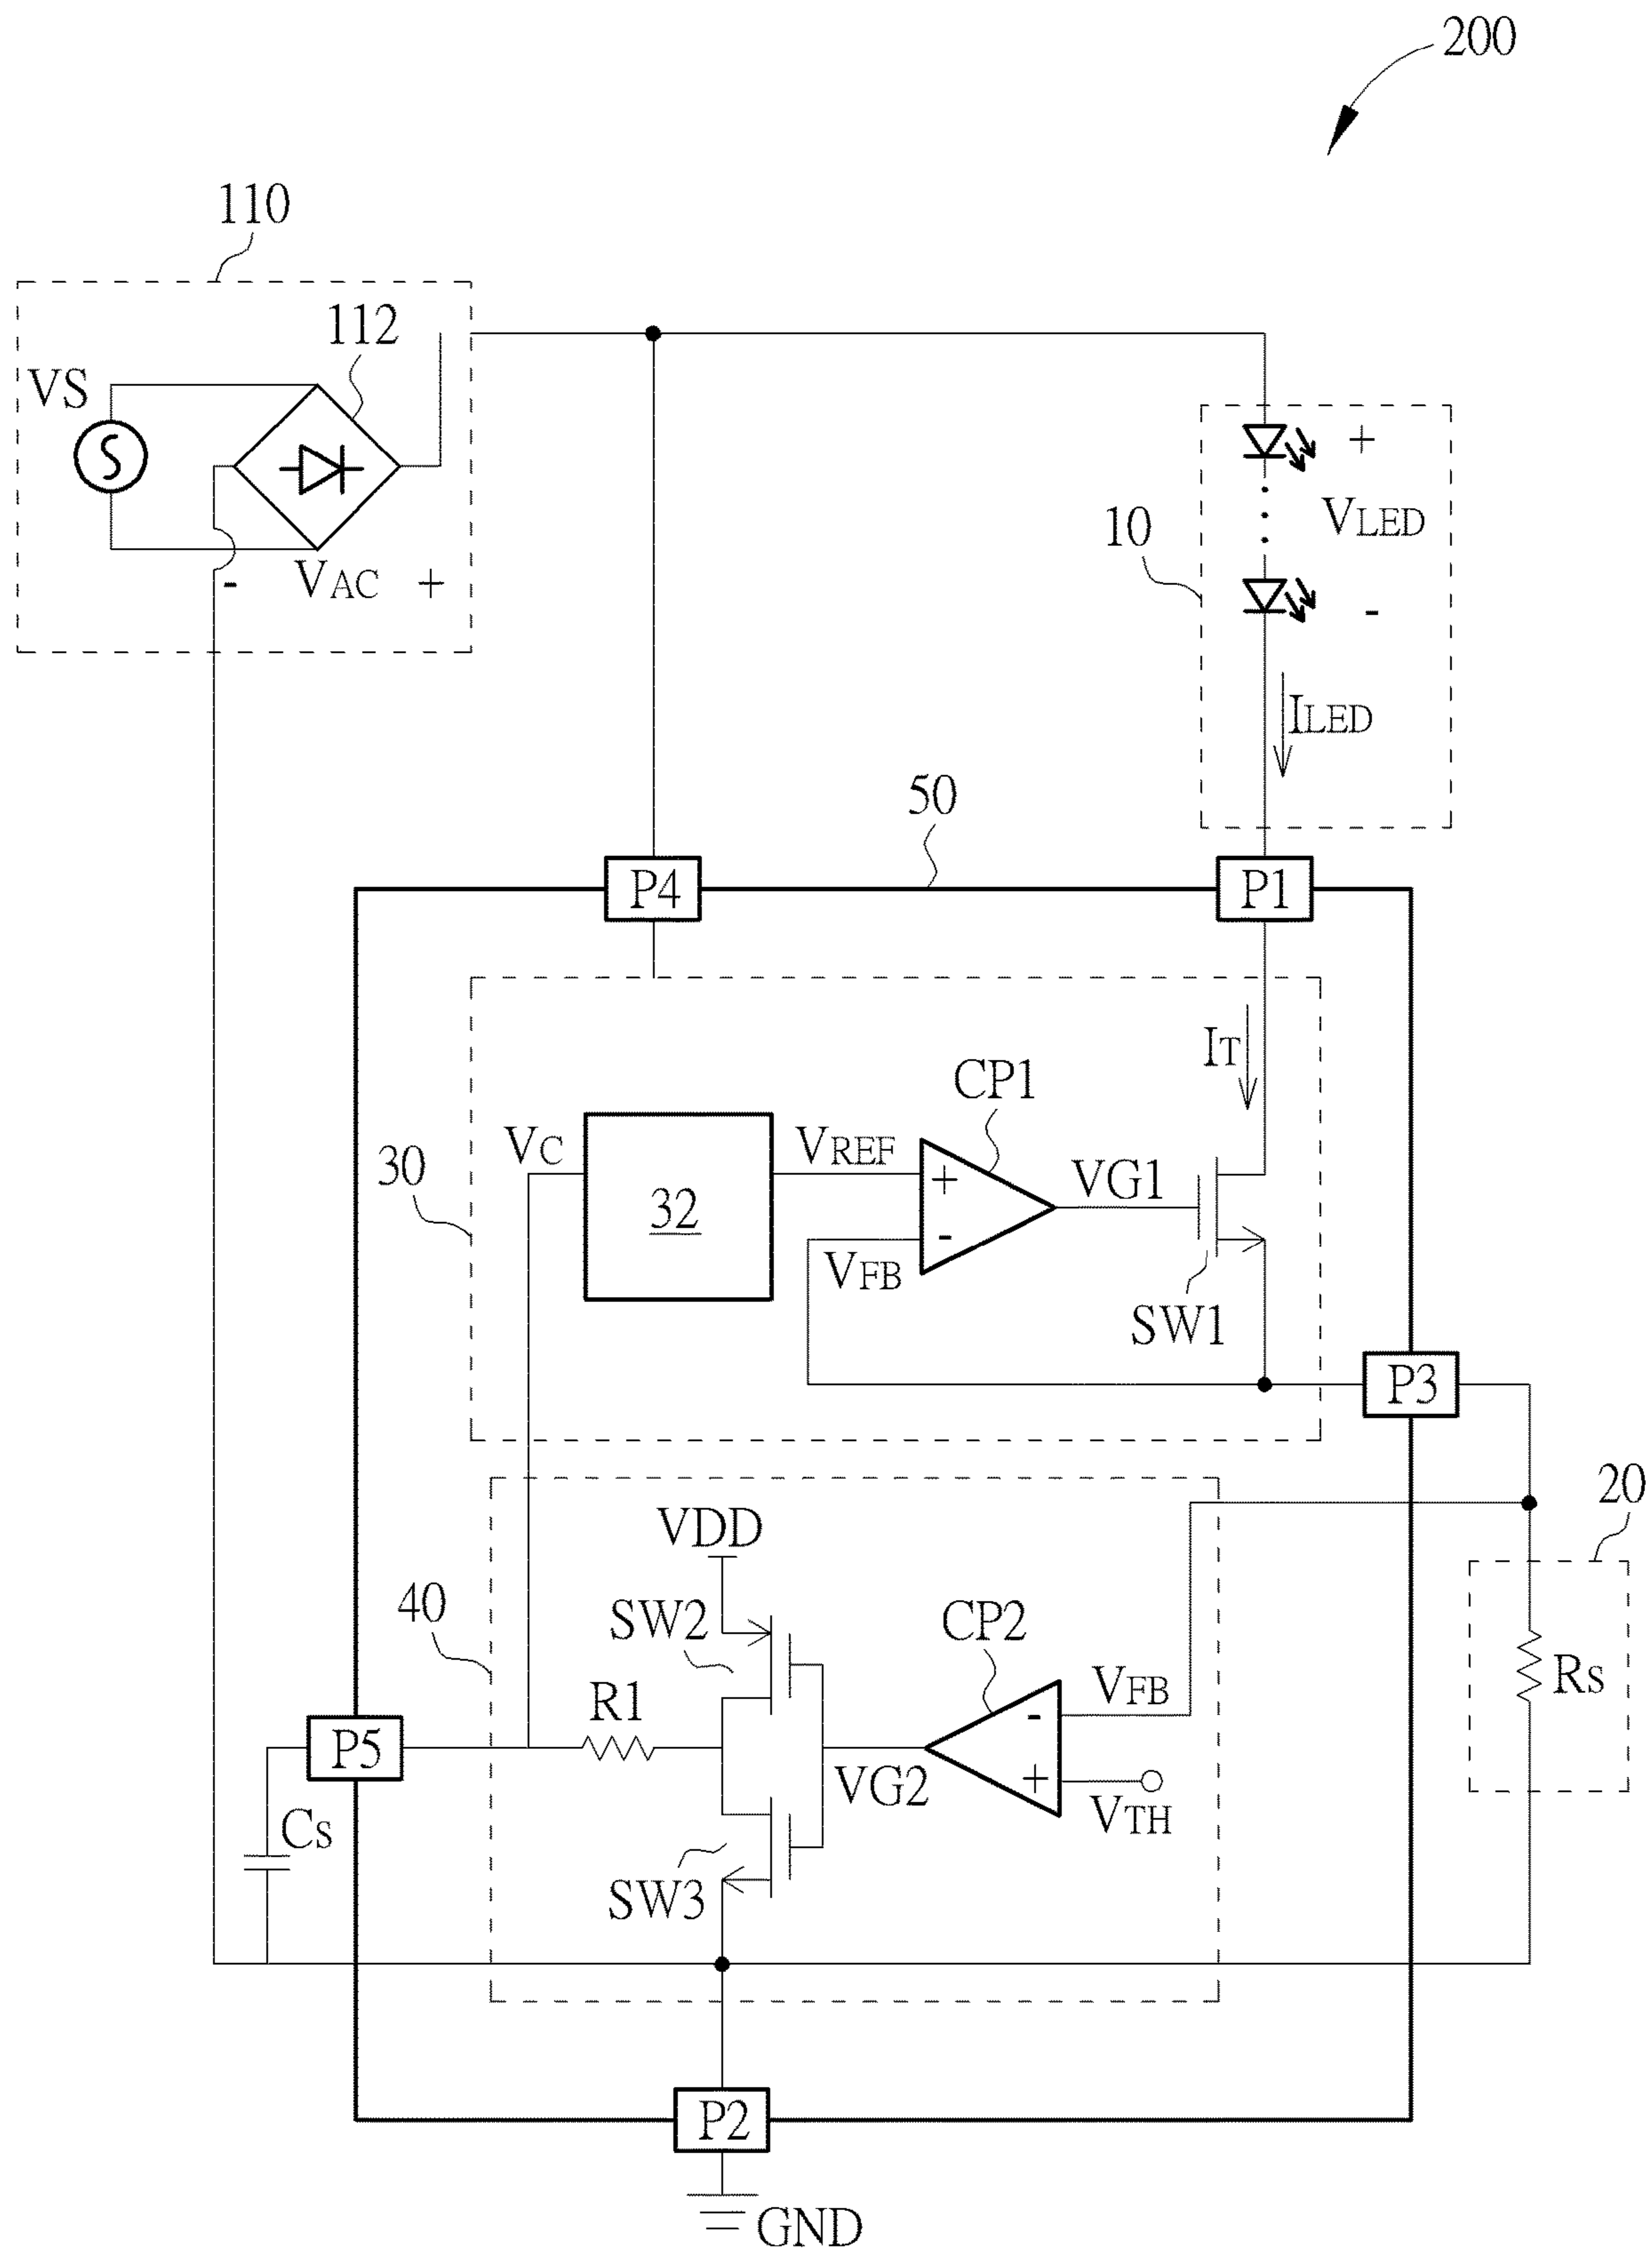 200
110
112
VS
VAC
-
+
+
VLED
-
10
ILED
50
P4
P1
IT
CP1
VC
VREF
VG1
30
32
+
-
VFB
SW1
P3
20
VDD
SW2
CP2
40
R1
VFB
RS
P5
-
VG2
+
VTH
CS
SW3
P2
GND